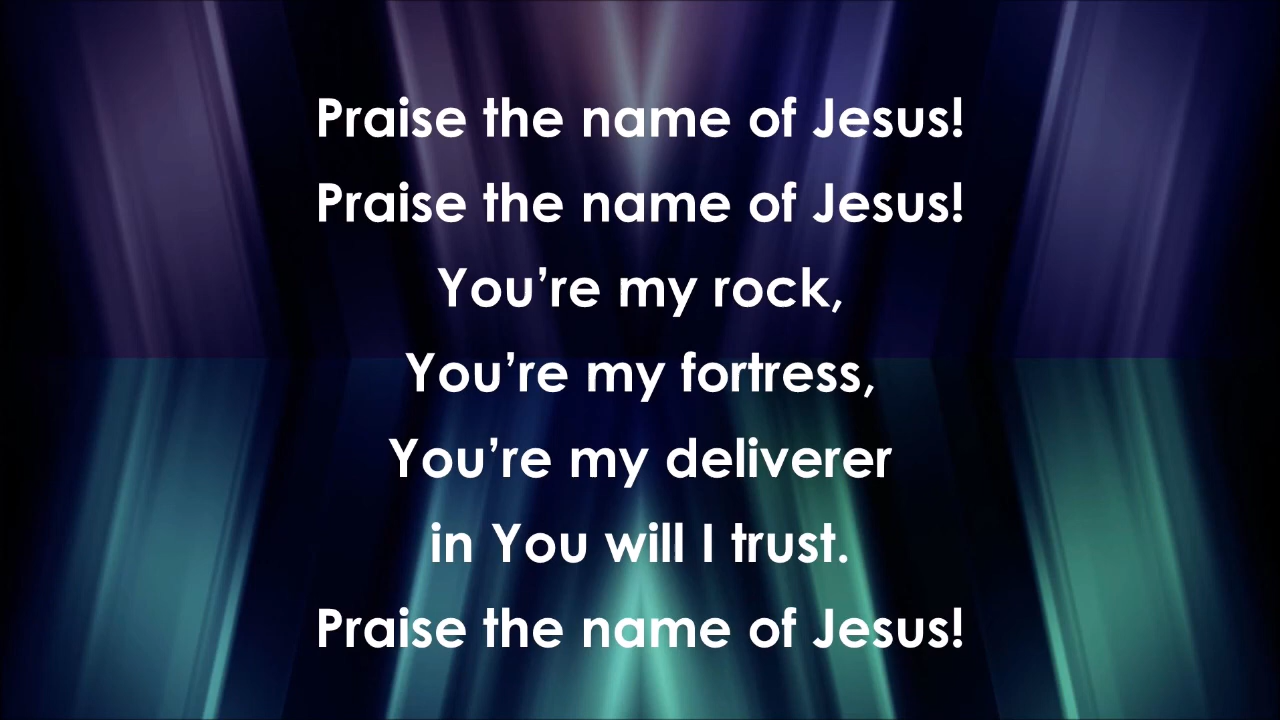 Praise the name of Jesus!
Praise the name of Jesus!
You’re my rock,
You’re my fortress,
You’re my deliverer
in You will I trust.
Praise the name of Jesus!